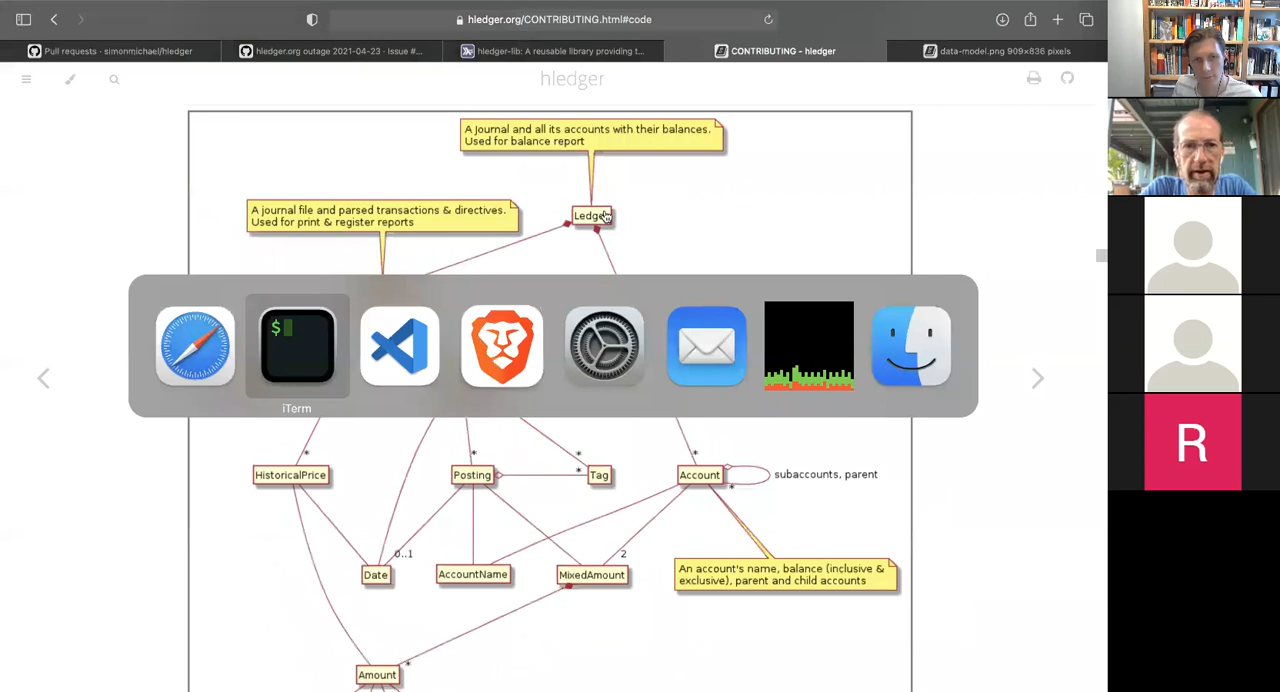 hledger.org/CONTRIBUTING.html#code
Pull requests · simonmichael/hledger
hledger.org outage 2021-04-23 · Issue #...
hledger-lib: A reusable library providing t...
CONTRIBUTING - hledger
data-model.png 909×836 pixels
hledger
A journal and all its accounts with their balances.
Used for balance report
A journal file and parsed transactions & directives.
Used for print & register reports
Ledger
$
iTerm
*
*
*
*
*
HistoricalPrice
Posting
Tag
Account
subaccounts, parent
*
R
0..1
2
Date
AccountName
MixedAmount
An account's name, balance (inclusive &
exclusive), parent and child accounts
Amount
*